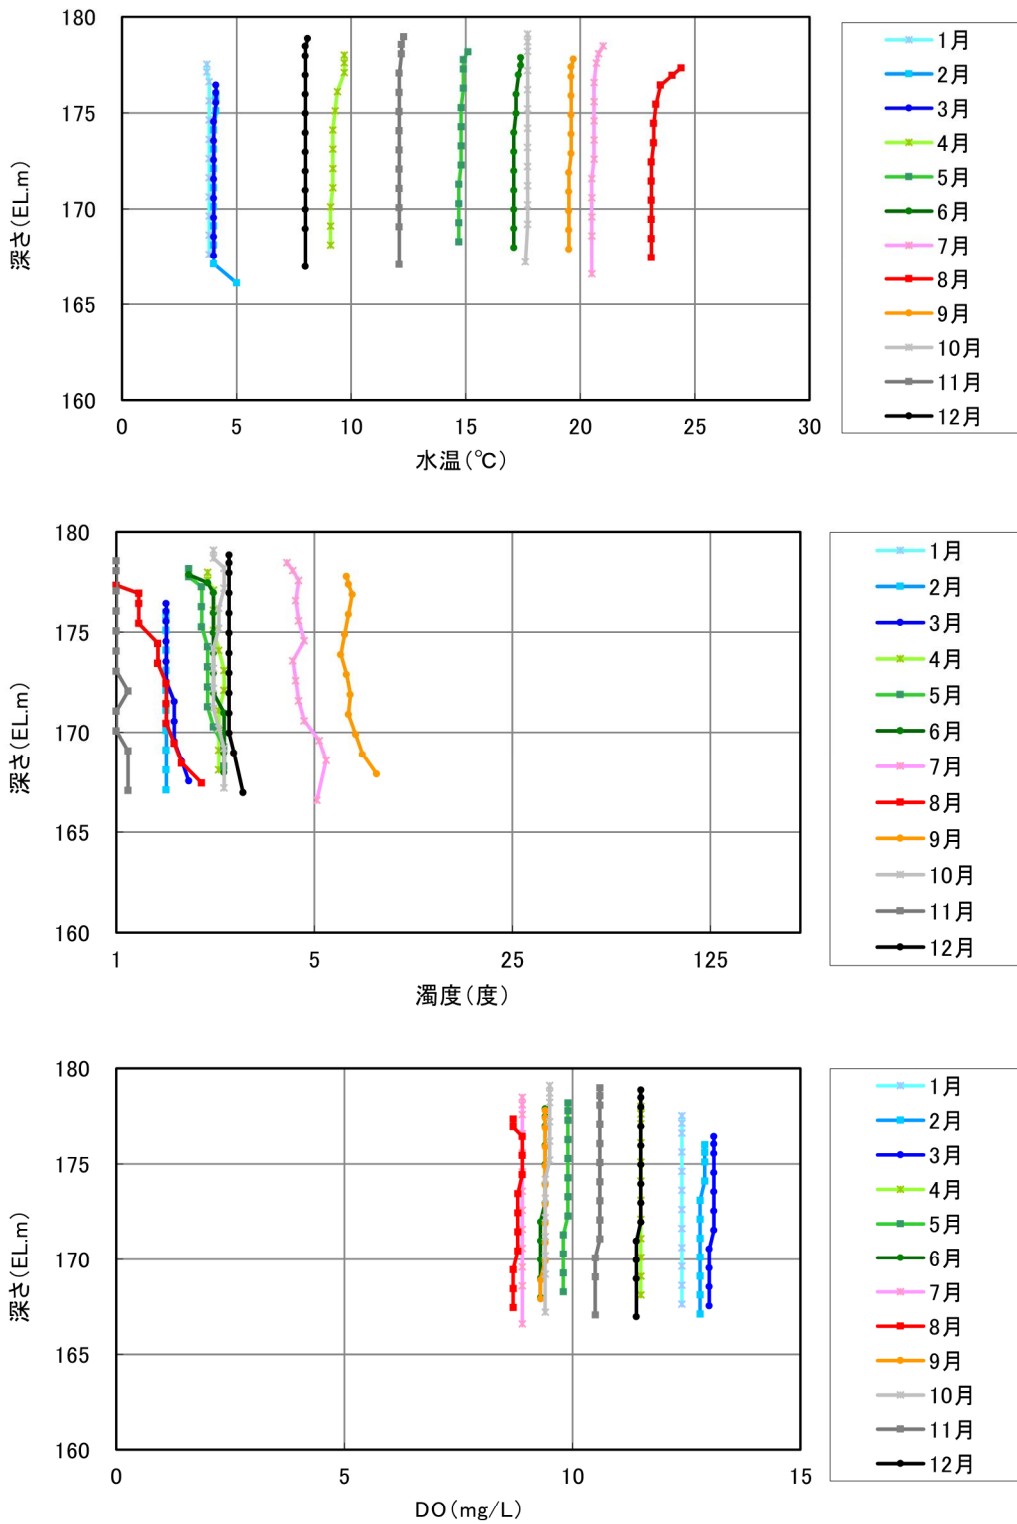 180
175
170
165
160
深さ(EL.m)
0 5 10 15 20 25 30
水温(℃)
1月
2月
3月
4月
5月
6月
7月
8月
9月
10月
11月
12月
180
175
170
165
160
深さ(EL.m)
1 5 25 125
濁度(度)
1月
2月
3月
4月
5月
6月
7月
8月
9月
10月
11月
12月
180
175
170
165
160
深さ(EL.m)
0 5 10 15
DO(mg/L)
1月
2月
3月
4月
5月
6月
7月
8月
9月
10月
11月
12月